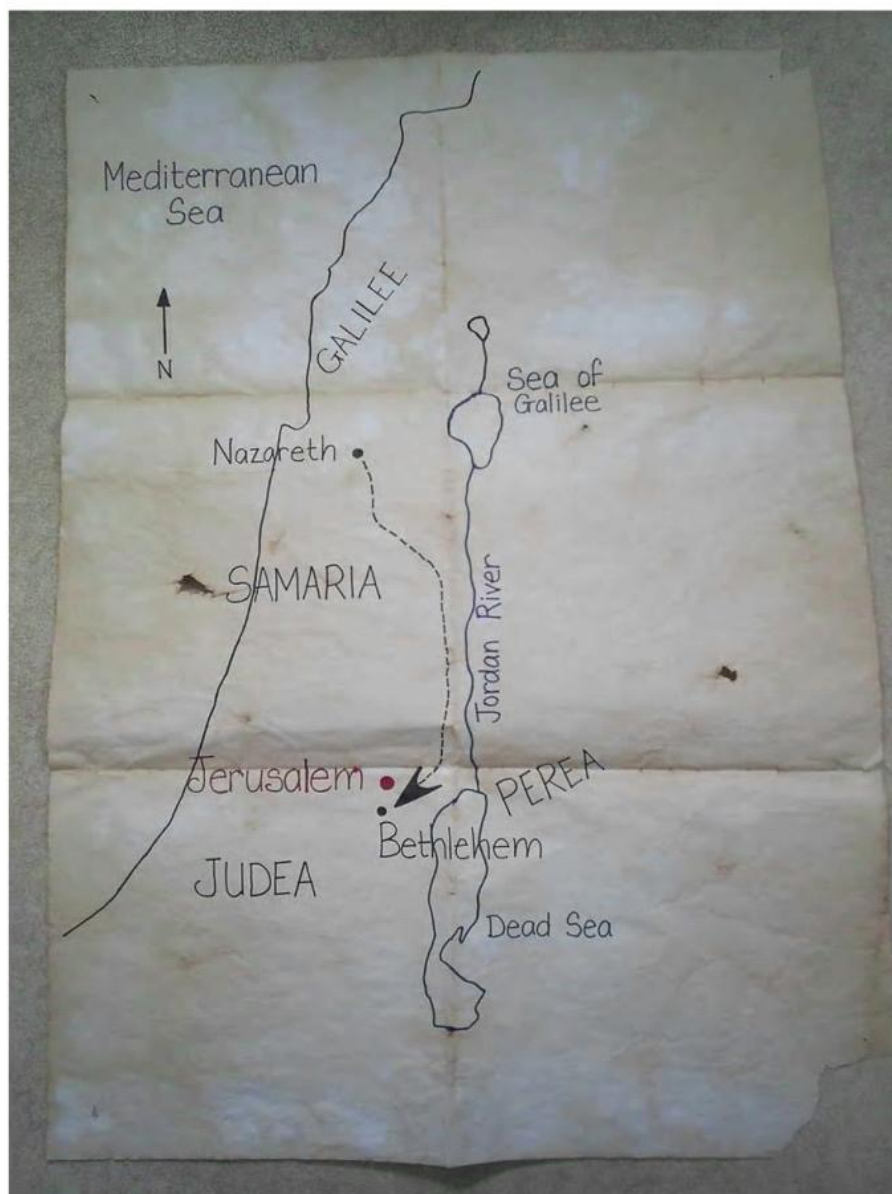 Mediterranean
Sea
N
GALILEE
Sea of
Galilee
Nazareth
SAMARIA
Jordan River
Jerusalem
PEREA
Bethlehem
JUDEA
Dead Sea